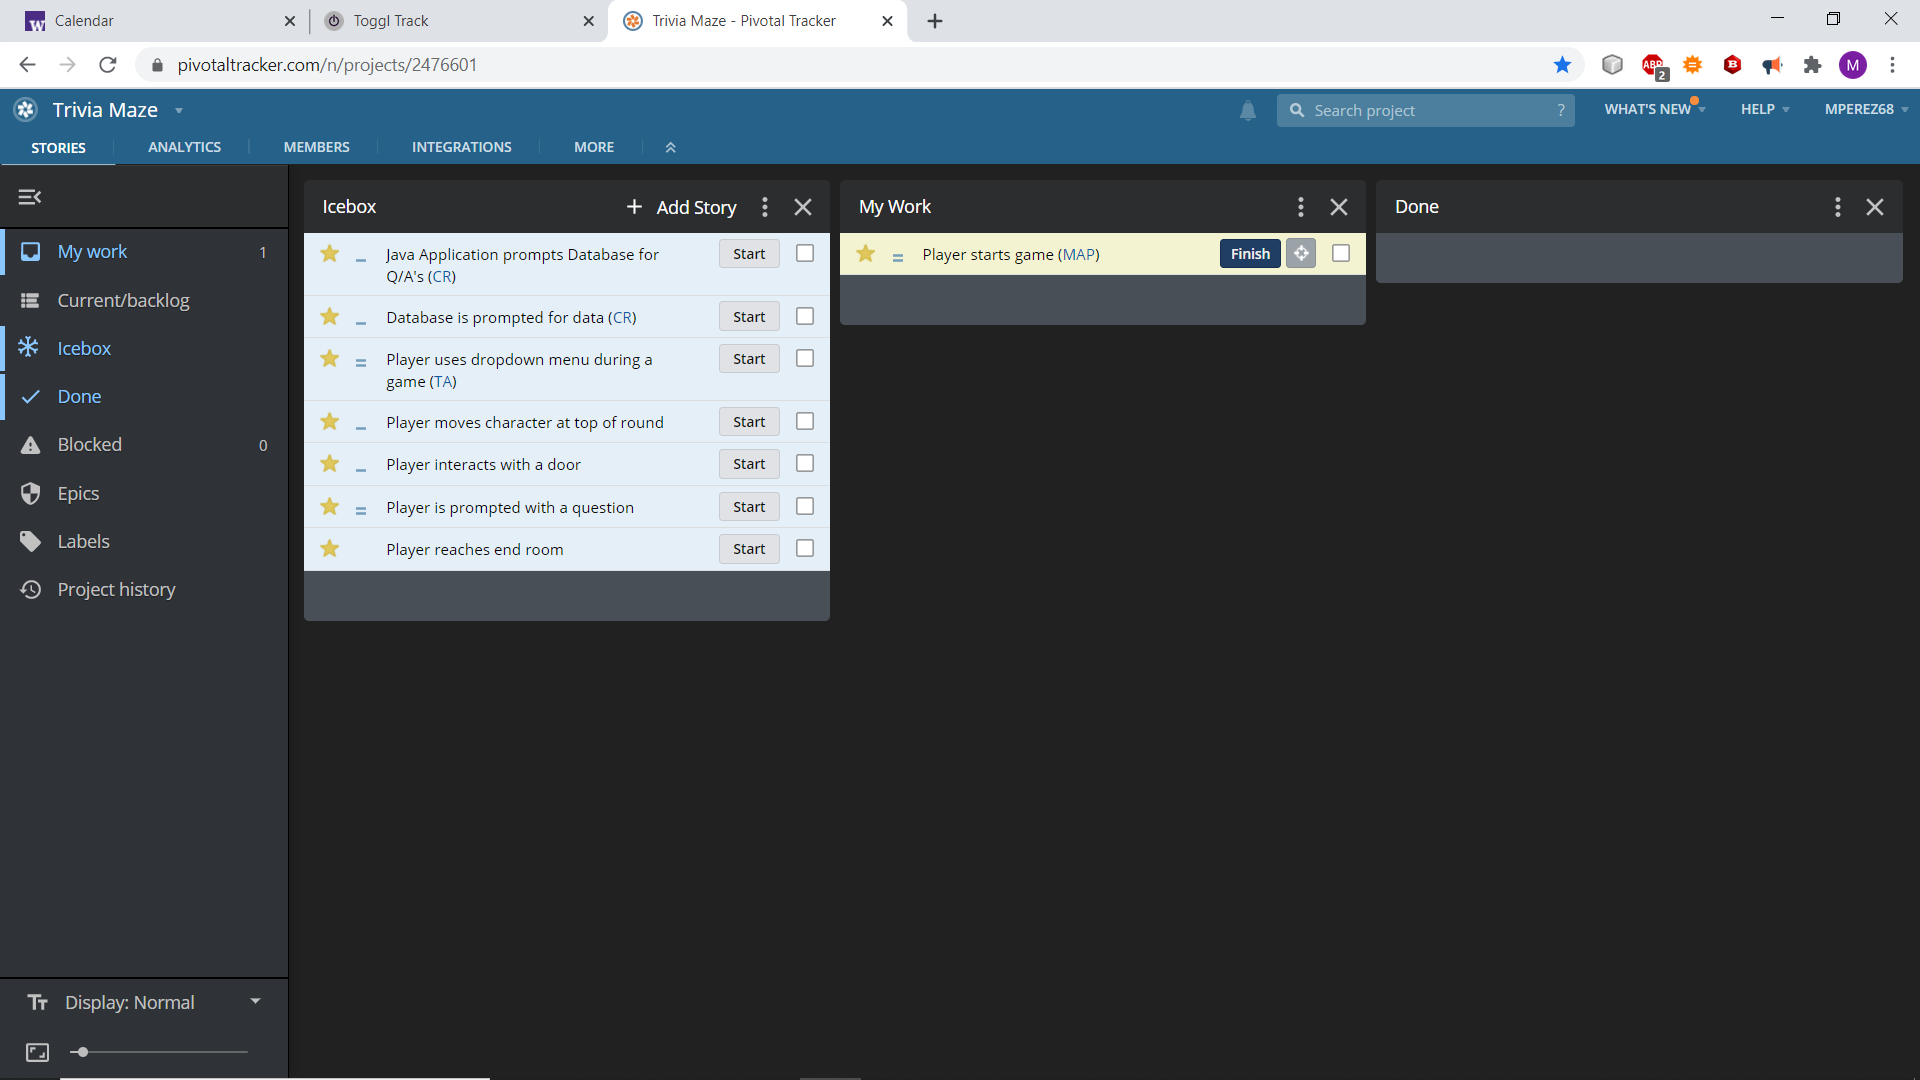 Calendar
Toggl Track
Trivia Maze - Pivotal Tracker
pivotaltracker.com/n/projects/2476601
ABP
2
B
M
Trivia Maze
Search project
?
WHAT'S NEW
HELP
MPEREZ68
STORIES
ANALYTICS
MEMBERS
INTEGRATIONS
MORE
My work
1
Current/backlog
Icebox
Done
Blocked
0
Epics
Labels
Project history
Display: Normal
Icebox
+ Add Story
Java Application prompts Database for
Q/A's (CR)
Start
Database is prompted for data (CR)
Start
Player uses dropdown menu during a
game (TA)
Start
Player moves character at top of round
Start
Player interacts with a door
Start
Player is prompted with a question
Start
Player reaches end room
Start
My Work
Player starts game (MAP)
Finish
Done